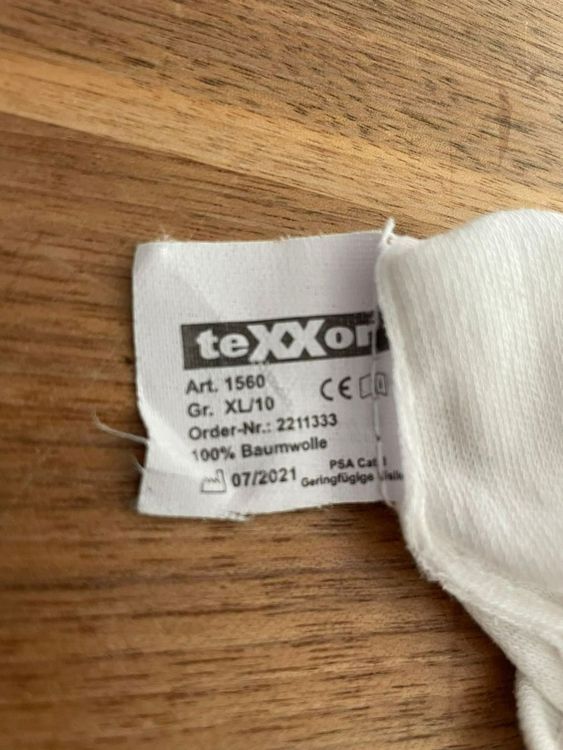 teXXor
Art. 1560
CE
Gr. XL/10
Order-Nr.: 2211333
100% Baumwolle
07/2021
PSA Cat
Geringfügige